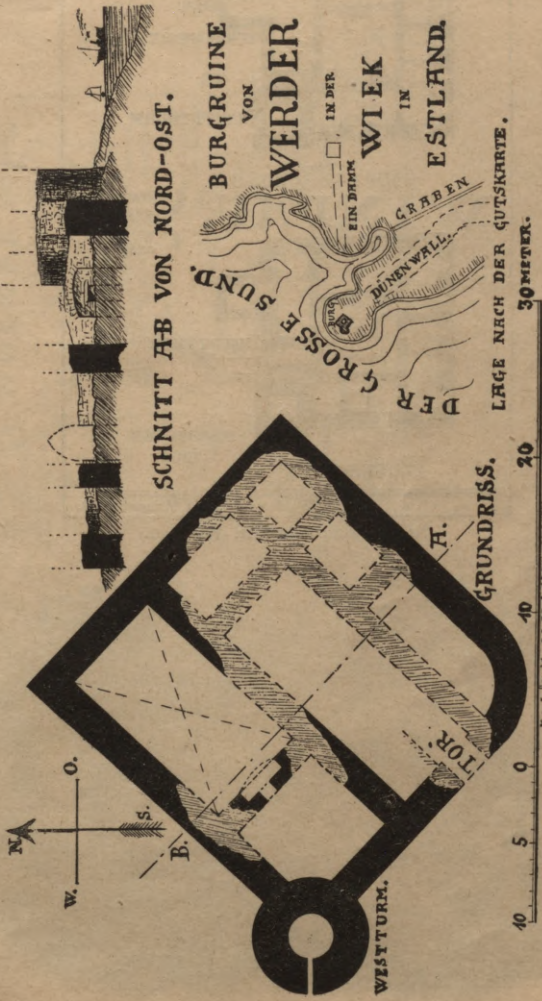 SCHNITT A-B VON NORD-OST.
BURGRUINE
VON
WERDER
IN DER
WIEK
IN
ESTLAND.
EIN DAMM
GRABEN
DÜNENWALL.
BURG
DER GROSSE SUND.
LAGE NACH DER GUTSKARTE.
N
W. O.
S.
B.
A.
TOR.
WESTTURM.
GRUNDRISS.
10 5 0 10 20 30 METER.